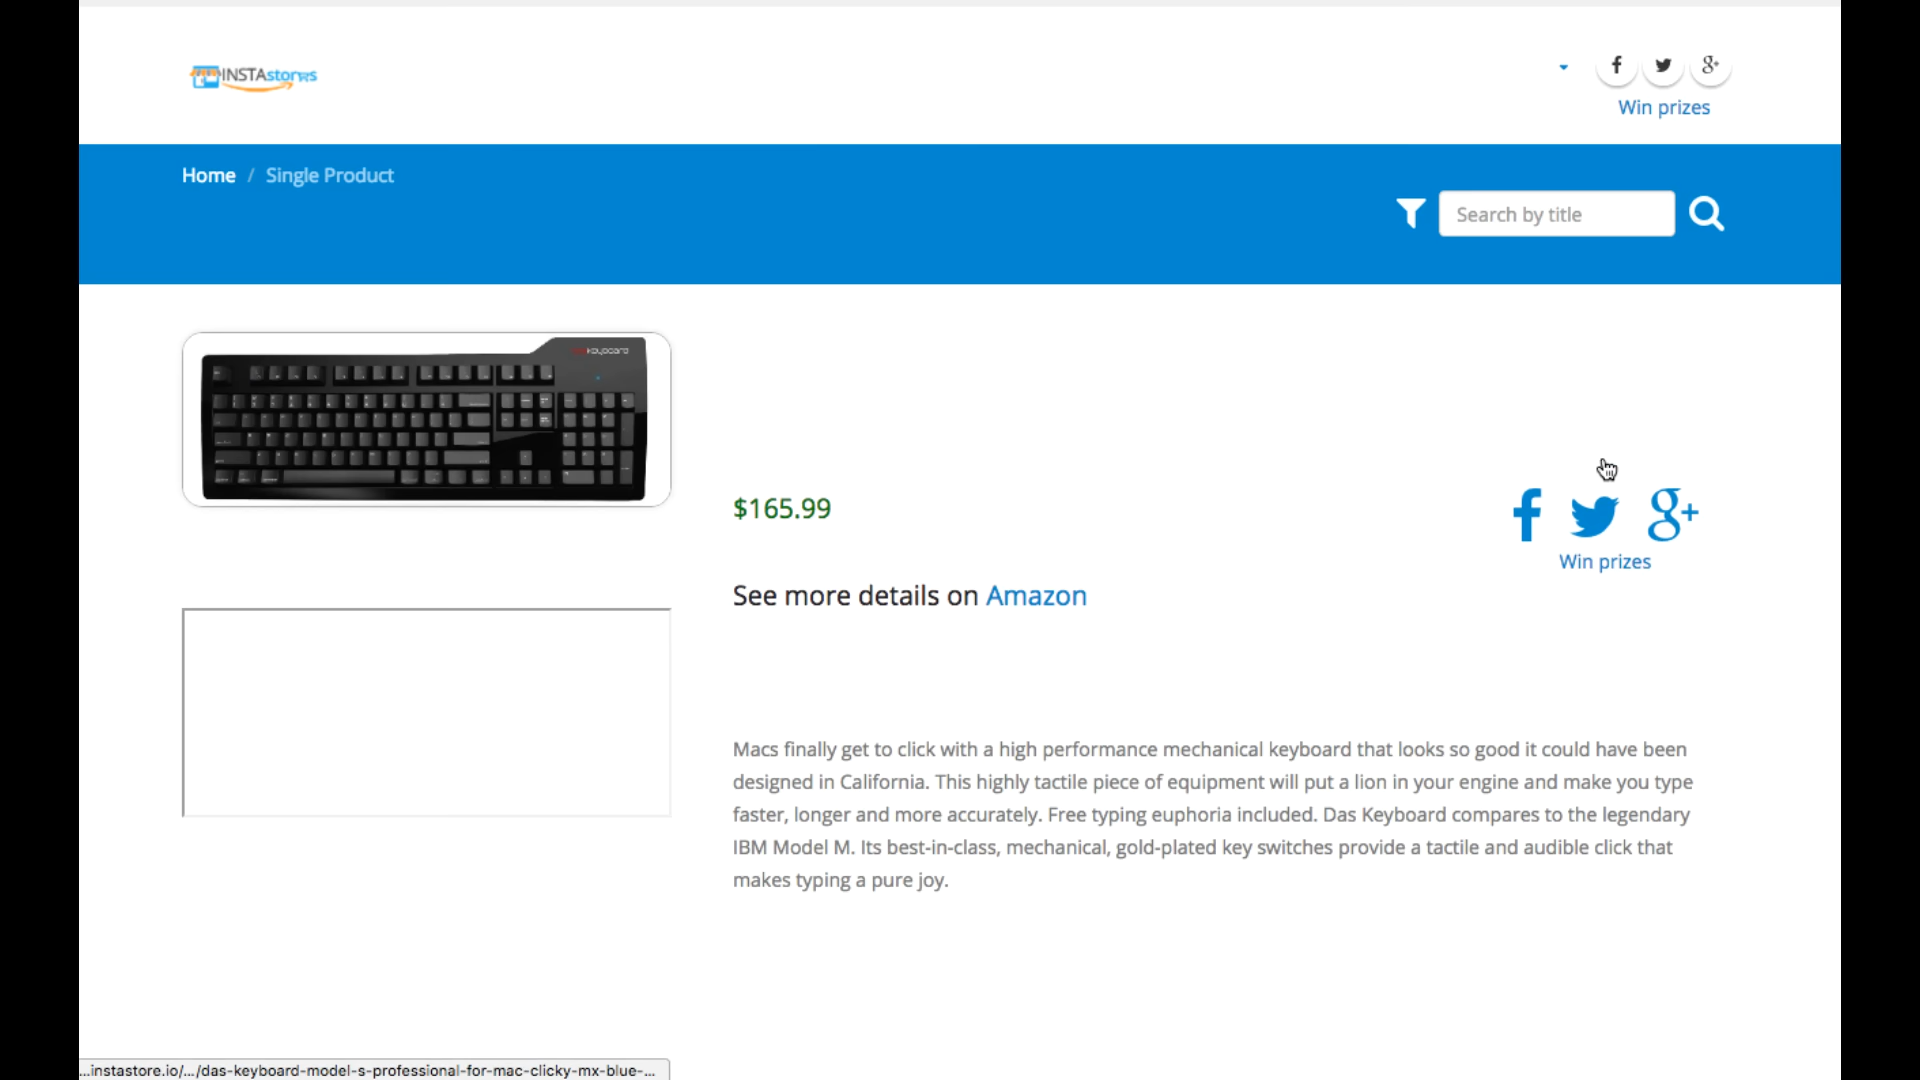 INSTAstores
Win prizes
Home / Single Product
Search by title
keyboard
$165.99
Win prizes
See more details on Amazon
Macs finally get to click with a high performance mechanical keyboard that looks so good it could have been
designed in California. This highly tactile piece of equipment will put a lion in your engine and make you type
faster, longer and more accurately. Free typing euphoria included. Das Keyboard compares to the legendary
IBM Model M. Its best-in-class, mechanical, gold-plated key switches provide a tactile and audible click that
makes typing a pure joy.
...instastore.io/.../das-keyboard-model-s-professional-for-mac-clicky-mx-blue-...